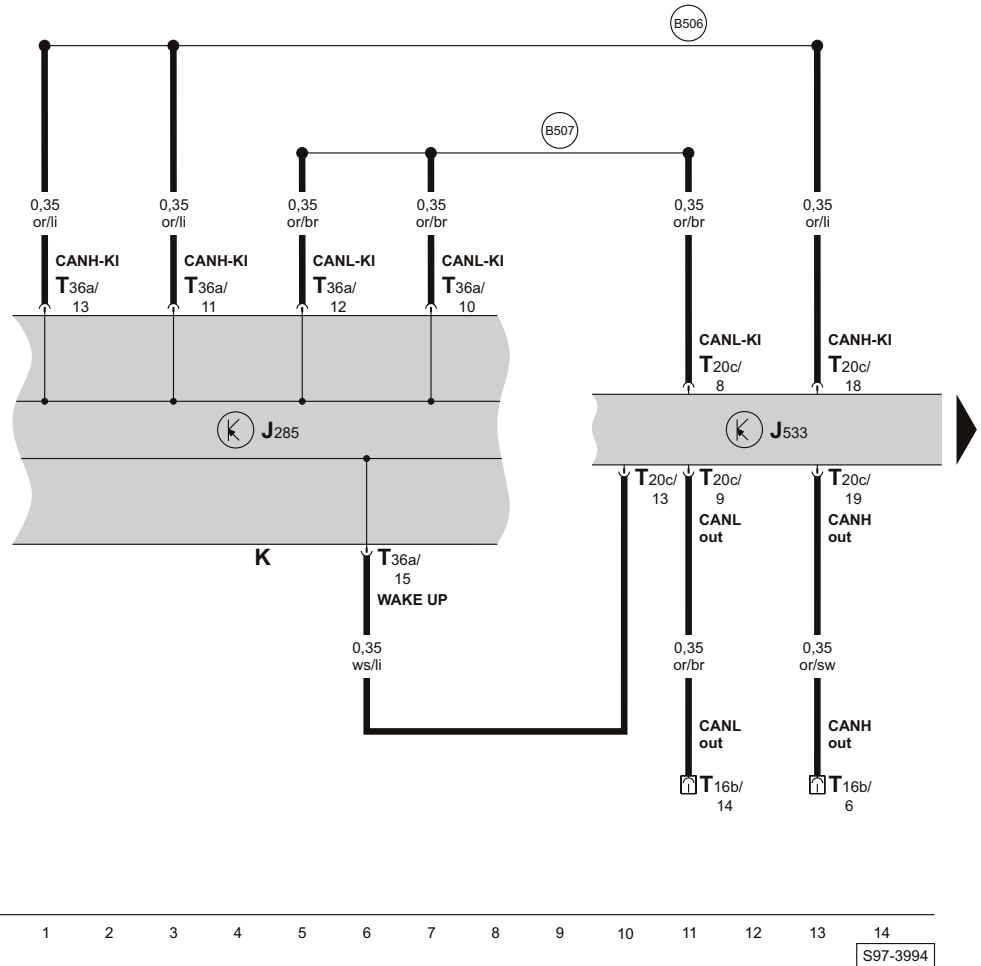 B506
B507
0,35
or/li
0,35
or/li
0,35
or/br
0,35
or/br
0,35
or/br
0,35
or/li
CANH-KI
T36a/
13
CANH-KI
T36a/
11
CANL-KI
T36a/
12
CANL-KI
T36a/
10
CANL-KI
T20c/
8
CANH-KI
T20c/
18
J285
J533
T20c/
13
T20c/
9
CANL
out
T20c/
19
CANH
out
K
T36a/
15
WAKE UP
0,35
ws/li
0,35
or/br
0,35
or/sw
CANL
out
CANH
out
T16b/
14
T16b/
6
1 2 3 4 5 6 7 8 9 10 11 12 13 14
S97-3994